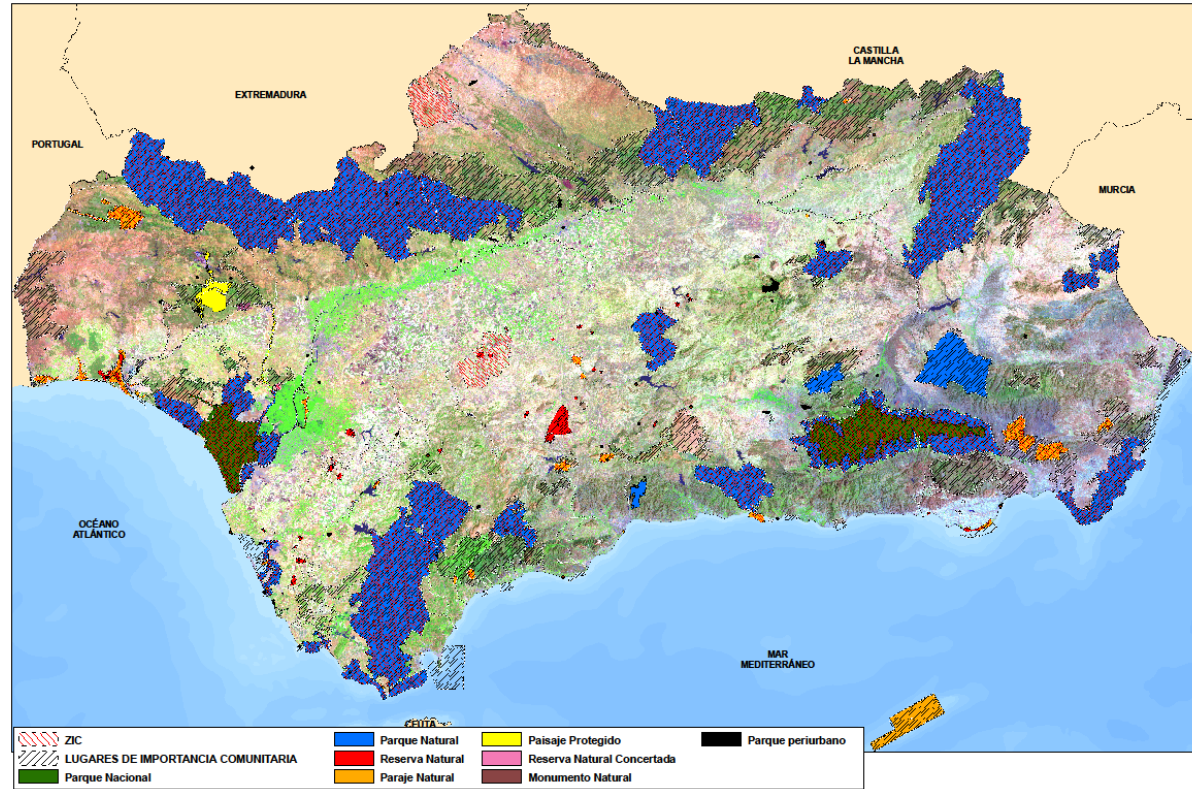 CASTILLA
LA MANCHA
EXTREMADURA
PORTUGAL
MURCIA
OCÉANO
ATLÁNTICO
MAR
MEDITERRÁNEO
CEUTA
ZIC
LUGARES DE IMPORTANCIA COMUNITARIA
Parque Nacional
Parque Natural
Reserva Natural
Paraje Natural
Paisaje Protegido
Reserva Natural Concertada
Monumento Natural
Parque periurbano